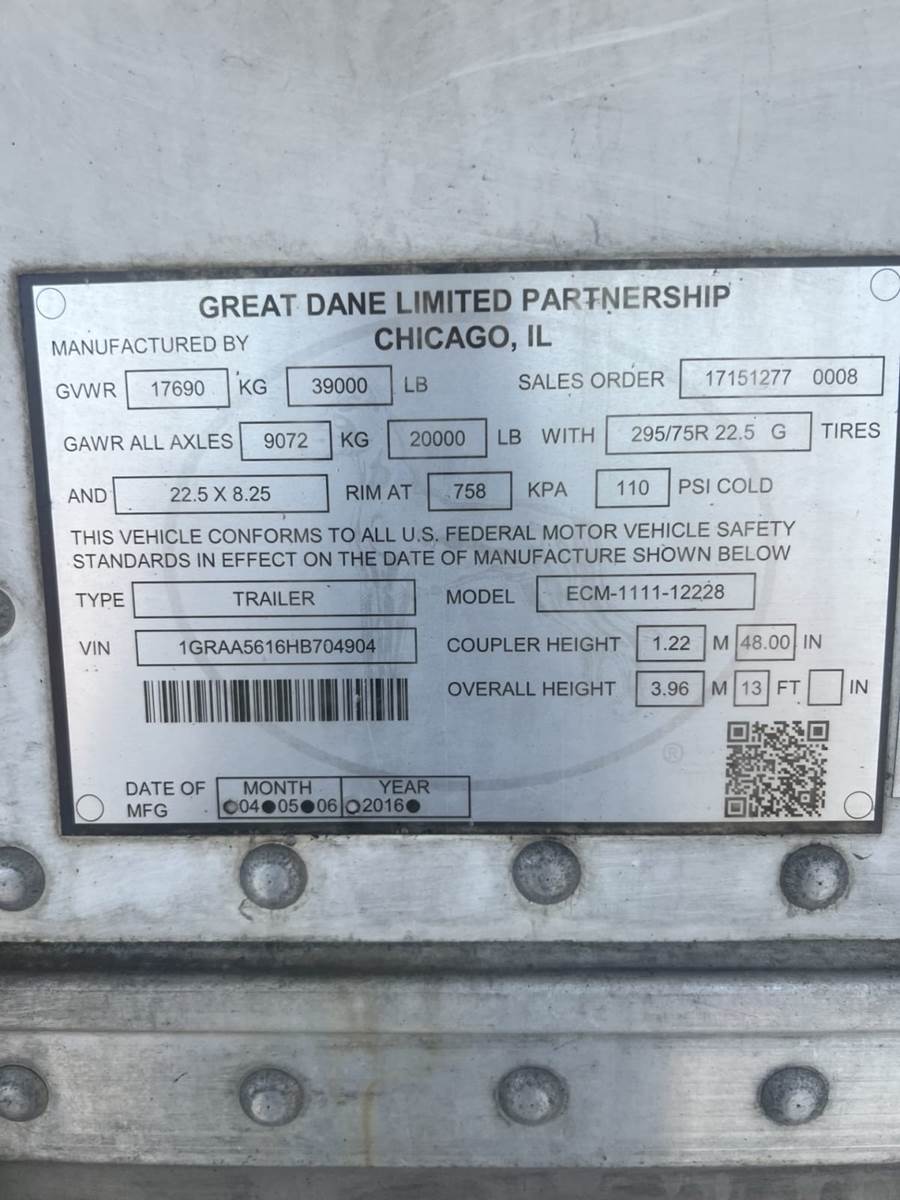 GREAT DANE LIMITED PARTNERSHIP
MANUFACTURED BY CHICAGO, IL
GVWR 17690 KG 39000 LB SALES ORDER 17151277 0008
GAWR ALL AXLES 9072 KG 20000 LB WITH 295/75R 22.5 G TIRES
AND 22.5 X 8.25 RIM AT 758 KPA 110 PSI COLD
THIS VEHICLE CONFORMS TO ALL U.S. FEDERAL MOTOR VEHICLE SAFETY
STANDARDS IN EFFECT ON THE DATE OF MANUFACTURE SHOWN BELOW
TYPE TRAILER MODEL ECM-1111-12228
VIN 1GRAA5616HB704904 COUPLER HEIGHT 1.22 M 48.00 IN
OVERALL HEIGHT 3.96 M 13 FT IN
®
DATE OF MFG MONTH YEAR
04 05 06 2016